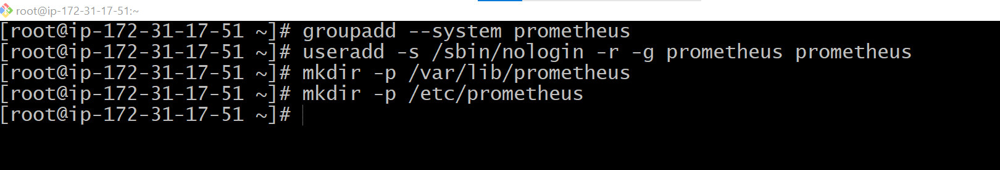 root@ip-172-31-17-51:~
[root@ip-172-31-17-51 ~]# groupadd --system prometheus
[root@ip-172-31-17-51 ~]# useradd -s /sbin/nologin -r -g prometheus prometheus
[root@ip-172-31-17-51 ~]# mkdir -p /var/lib/prometheus
[root@ip-172-31-17-51 ~]# mkdir -p /etc/prometheus
[root@ip-172-31-17-51 ~]#